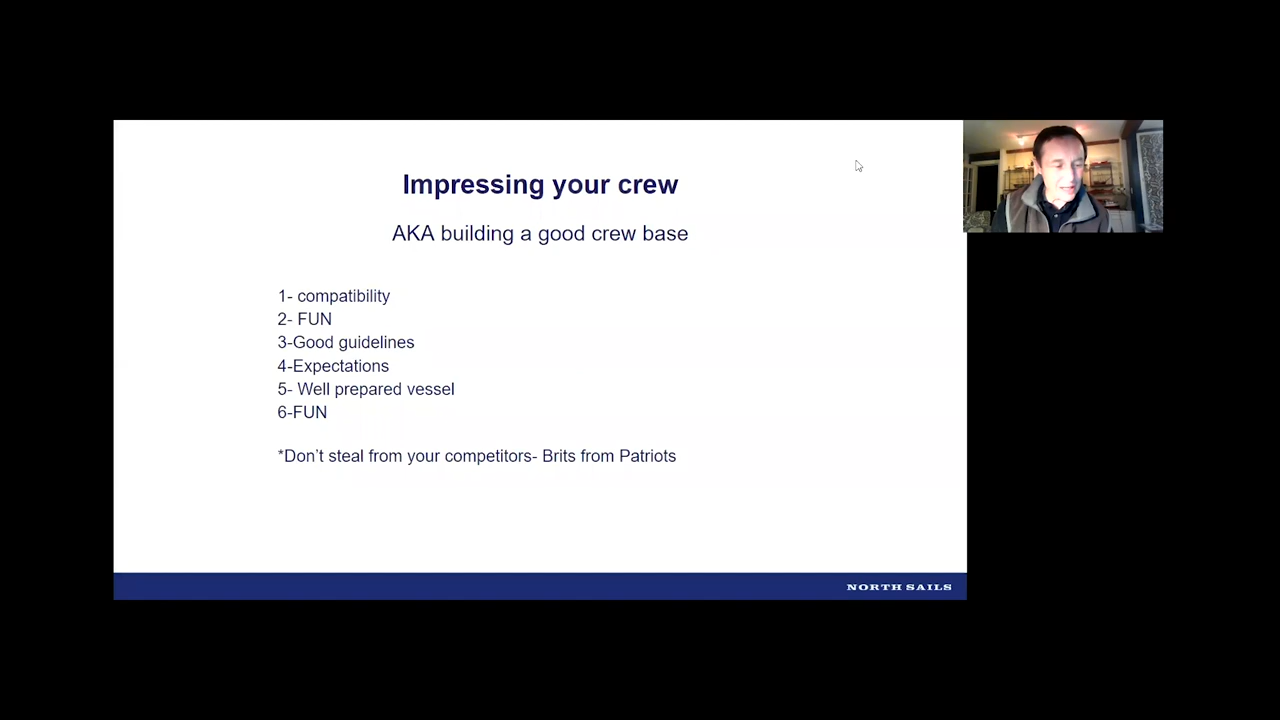 Impressing your crew
AKA building a good crew base
1- compatibility
2- FUN
3-Good guidelines
4-Expectations
5- Well prepared vessel
6-FUN
*Don't steal from your competitors- Brits from Patriots
NORTH SAILS